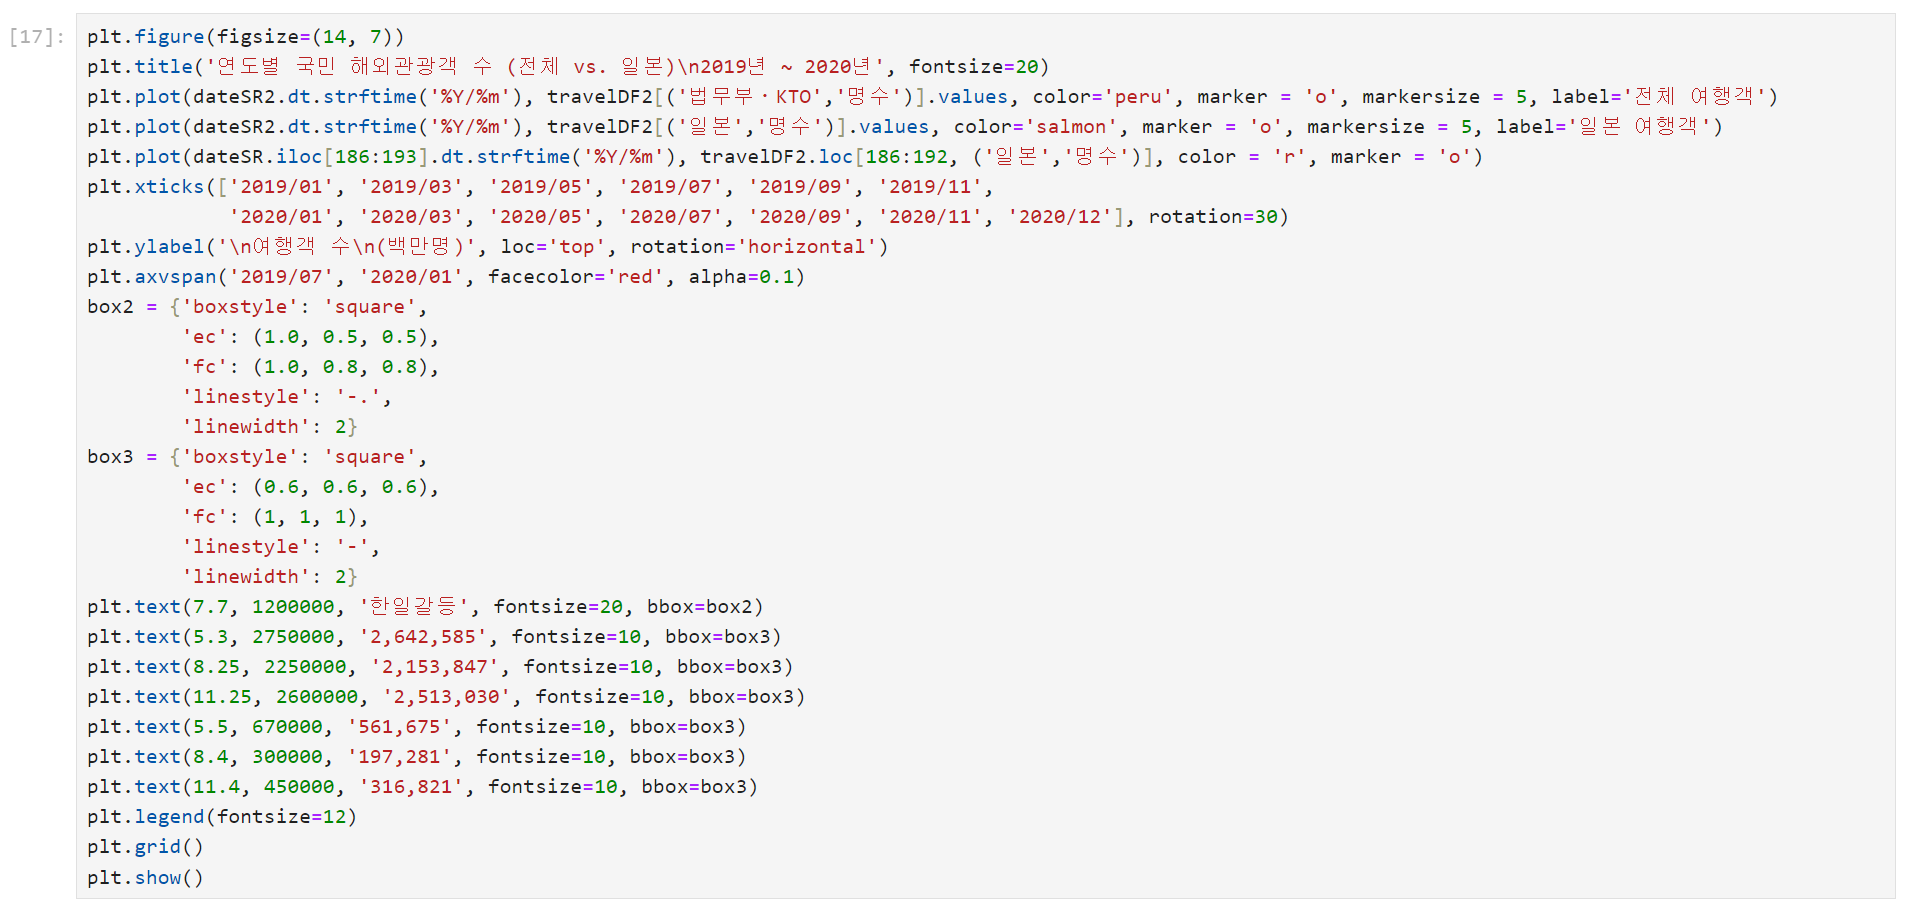 [17]:
plt.figure(figsize=(14, 7))
plt.title('연도별 국민 해외관광객 수 (전체 vs. 일본)\n2019년 ~ 2020년', fontsize=20)
plt.plot(dateSR2.dt.strftime('%Y/%m'), travelDF2[('법무부·KTO','명수')].values, color='peru', marker = 'o', markersize = 5, label='전체 여행객')
plt.plot(dateSR2.dt.strftime('%Y/%m'), travelDF2[('일본','명수')].values, color='salmon', marker = 'o', markersize = 5, label='일본 여행객')
plt.plot(dateSR.iloc[186:193].dt.strftime('%Y/%m'), travelDF2.loc[186:192, ('일본','명수')], color = 'r', marker = 'o')
plt.xticks(['2019/01', '2019/03', '2019/05', '2019/07', '2019/09', '2019/11',
            '2020/01', '2020/03', '2020/05', '2020/07', '2020/09', '2020/11', '2020/12'], rotation=30)
plt.ylabel('\n여행객 수\n(백만명)', loc='top', rotation='horizontal')
plt.axvspan('2019/07', '2020/01', facecolor='red', alpha=0.1)
box2 = {'boxstyle': 'square',
        'ec': (1.0, 0.5, 0.5),
        'fc': (1.0, 0.8, 0.8),
        'linestyle': '-.',
        'linewidth': 2}
box3 = {'boxstyle': 'square',
        'ec': (0.6, 0.6, 0.6),
        'fc': (1, 1, 1),
        'linestyle': '-',
        'linewidth': 2}
plt.text(7.7, 1200000, '한일갈등', fontsize=20, bbox=box2)
plt.text(5.3, 2750000, '2,642,585', fontsize=10, bbox=box3)
plt.text(8.25, 2250000, '2,153,847', fontsize=10, bbox=box3)
plt.text(11.25, 2600000, '2,513,030', fontsize=10, bbox=box3)
plt.text(5.5, 670000, '561,675', fontsize=10, bbox=box3)
plt.text(8.4, 300000, '197,281', fontsize=10, bbox=box3)
plt.text(11.4, 450000, '316,821', fontsize=10, bbox=box3)
plt.legend(fontsize=12)
plt.grid()
plt.show()